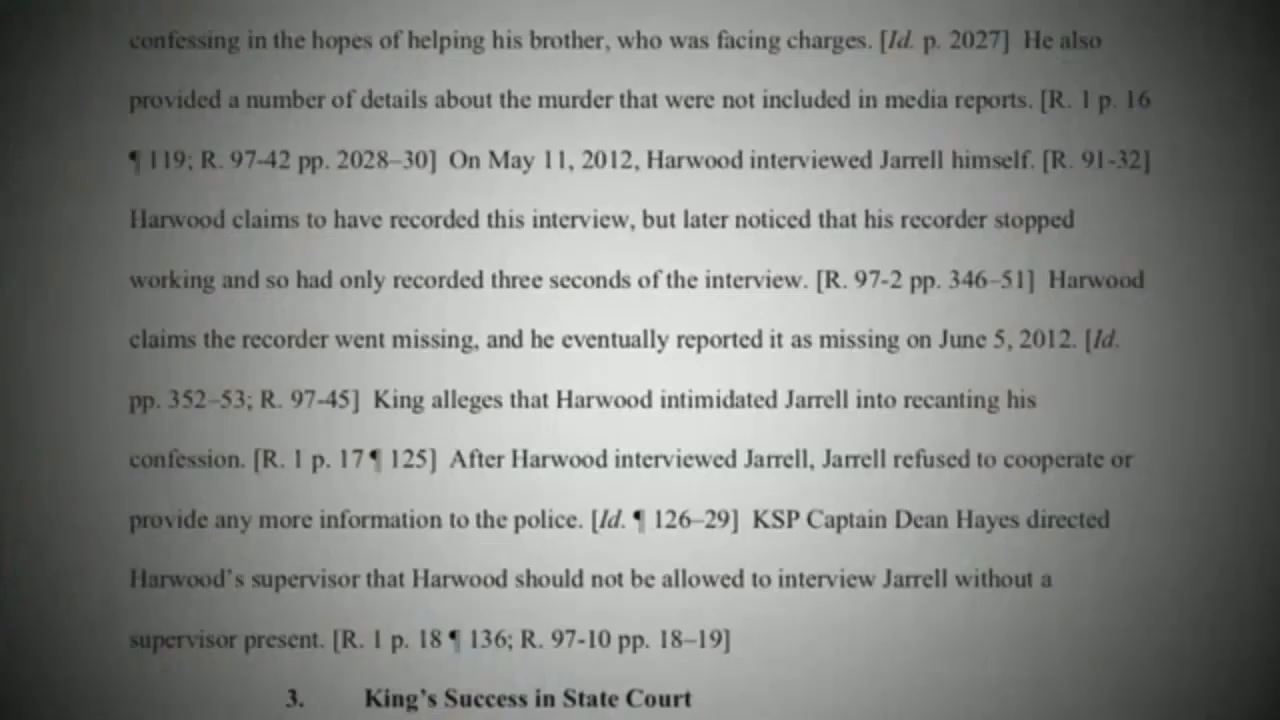 confessing in the hopes of helping his brother, who was facing charges. [Id. p. 2027]  He also
provided a number of details about the murder that were not included in media reports. [R. 1 p. 16
¶ 119; R. 97-42 pp. 2028–30]  On May 11, 2012, Harwood interviewed Jarrell himself. [R. 91-32]
Harwood claims to have recorded this interview, but later noticed that his recorder stopped
working and so had only recorded three seconds of the interview. [R. 97-2 pp. 346–51]  Harwood
claims the recorder went missing, and he eventually reported it as missing on June 5, 2012. [Id.
pp. 352–53; R. 97-45]  King alleges that Harwood intimidated Jarrell into recanting his
confession. [R. 1 p. 17 ¶ 125]  After Harwood interviewed Jarrell, Jarrell refused to cooperate or
provide any more information to the police. [Id. ¶ 126–29]  KSP Captain Dean Hayes directed
Harwood's supervisor that Harwood should not be allowed to interview Jarrell without a
supervisor present. [R. 1 p. 18 ¶ 136; R. 97-10 pp. 18–19]
3. King's Success in State Court